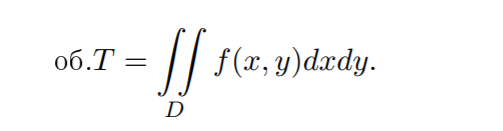 об.T = ∬_D f(x, y)dxdy.